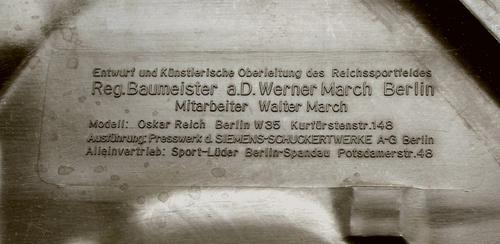 Entwurf und Künstlerische Oberleitung des Reichssportfeldes
Reg.Baumeister a.D. Werner March Berlin
Mitarbeiter Walter March
Modell: Oskar Reich Berlin W35 Kurfürstenstr.148
Ausführung: Presswerk d. SIEMENS-SCHUCKERTWERKE A-G Berlin
Alleinvertrieb: Sport-Lüder Berlin-Spandau Potsdamerstr.48